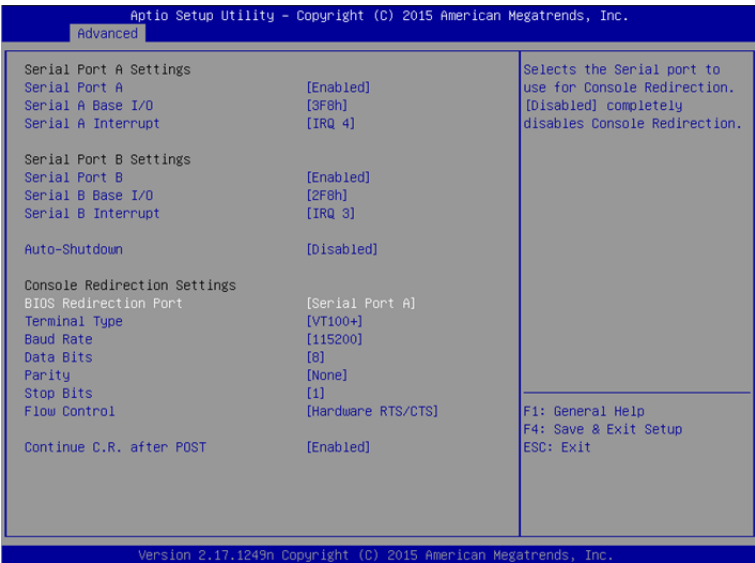 Aptio Setup Utility – Copyright (C) 2015 American Megatrends, Inc.
Advanced
Serial Port A Settings
Serial Port A [Enabled]
Serial A Base I/O [3F8h]
Serial A Interrupt [IRQ 4]
Serial Port B Settings
Serial Port B [Enabled]
Serial B Base I/O [2F8h]
Serial B Interrupt [IRQ 3]
Auto-Shutdown [Disabled]
Console Redirection Settings
BIOS Redirection Port [Serial Port A]
Terminal Type [VT100+]
Baud Rate [115200]
Data Bits [8]
Parity [None]
Stop Bits [1]
Flow Control [Hardware RTS/CTS]
Continue C.R. after POST [Enabled]
Selects the Serial port to
use for Console Redirection.
[Disabled] completely
disables Console Redirection.
F1: General Help
F4: Save & Exit Setup
ESC: Exit
Version 2.17.1249n Copyright (C) 2015 American Megatrends, Inc.